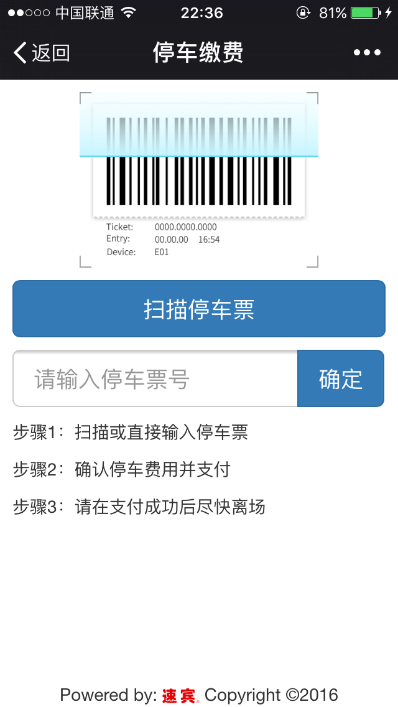 中国联通 22:36 81%
返回 停车缴费
Ticket: 0000.0000.0000
Entry: 00.00.00 16:54
Device: E01
扫描停车票
请输入停车票号 确定
步骤1：扫描或直接输入停车票
步骤2：确认停车费用并支付
步骤3：请在支付成功后尽快离场
Powered by: 速宾 Copyright ©2016